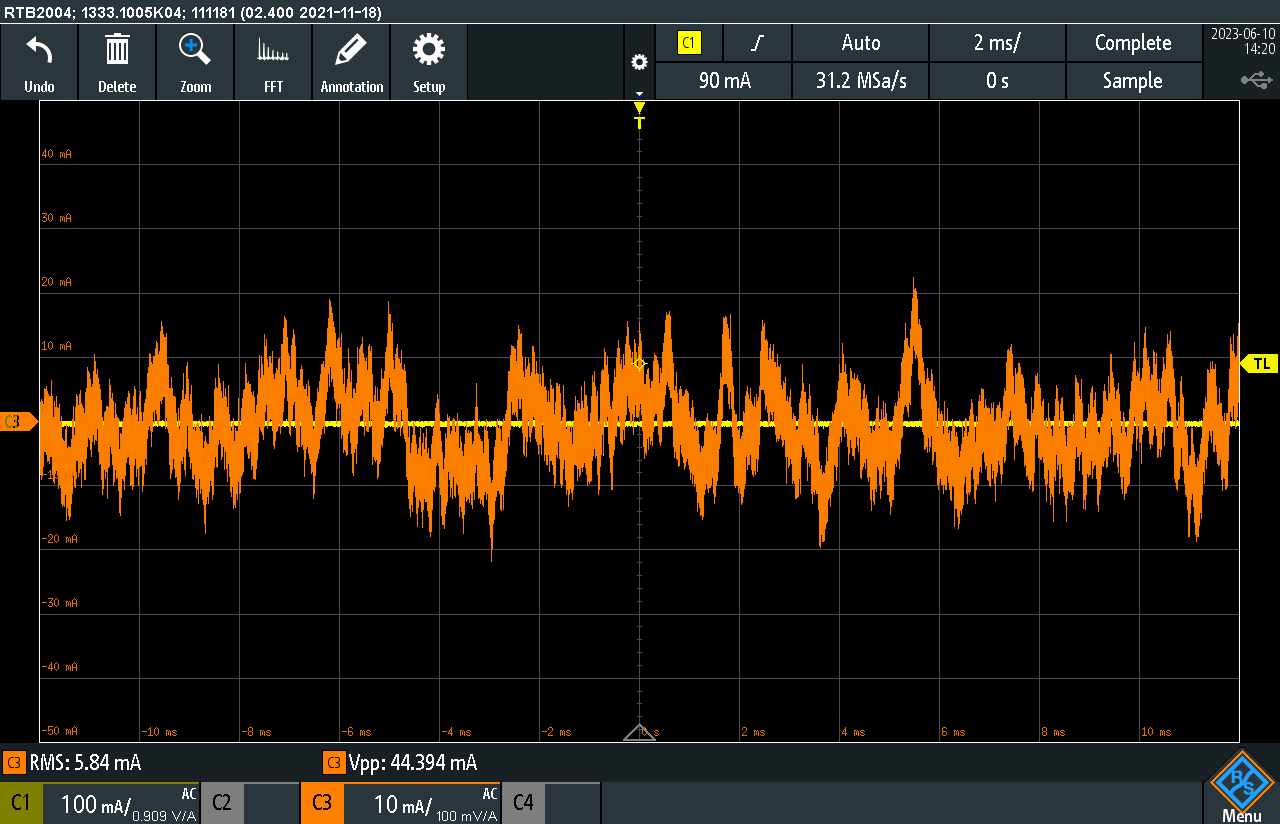 RTB2004; 1333.1005K04; 111181 (02.400 2021-11-18)
Undo
Delete
Zoom
FFT
Annotation
Setup
C1
Auto
2 ms/
Complete
2023-06-10
14:20
90 mA
31.2 MSa/s
0 s
Sample
T
40 mA
30 mA
20 mA
10 mA
TL
C3
-20 mA
-30 mA
-40 mA
-50 mA
-10 ms
-8 ms
-6 ms
-4 ms
-2 ms
0 s
2 ms
4 ms
6 ms
8 ms
10 ms
C3 RMS: 5.84 mA
C3 Vpp: 44.394 mA
C1 100 mA/ AC 0.909 V/A
C2
C3 10 mA/ AC 100 mV/A
C4
R S
Menu